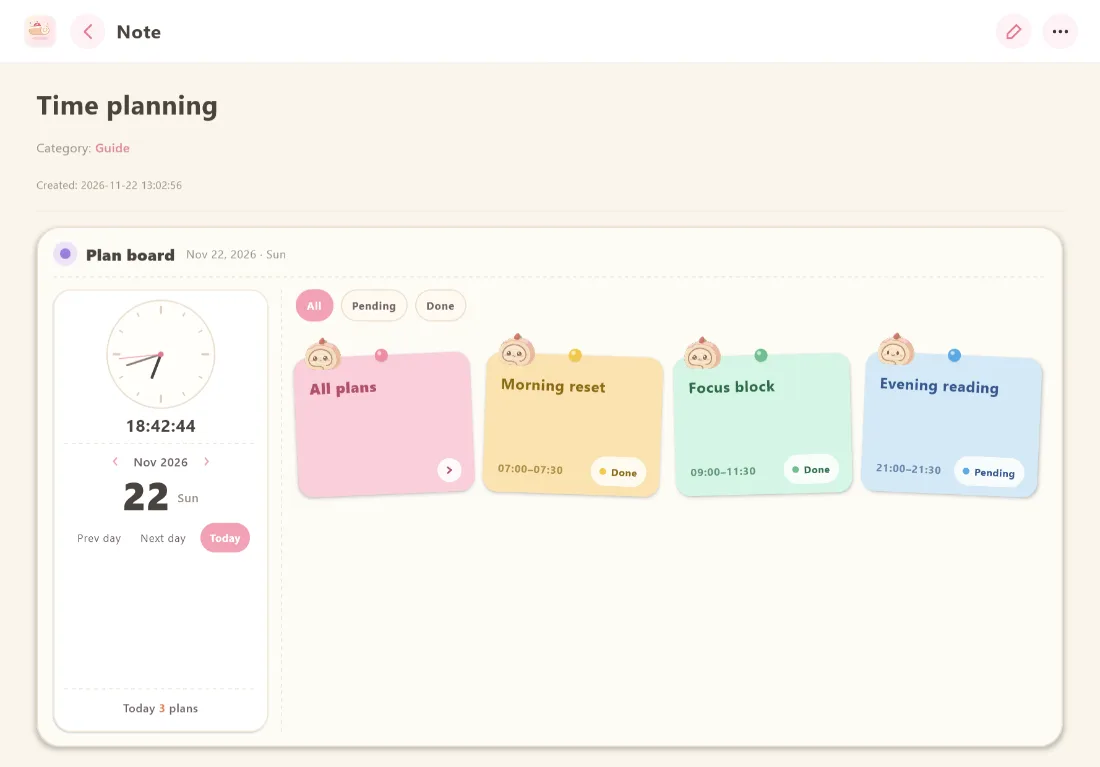 Note
Time planning
Category: Guide
Created: 2026-11-22 13:02:56
Plan board Nov 22, 2026 · Sun
18:42:44
Nov 2026
22 Sun
Prev day Next day Today
Today 3 plans
All Pending Done
All plans
Morning reset
07:00–07:30 Done
Focus block
09:00–11:30 Done
Evening reading
21:00–21:30 Pending